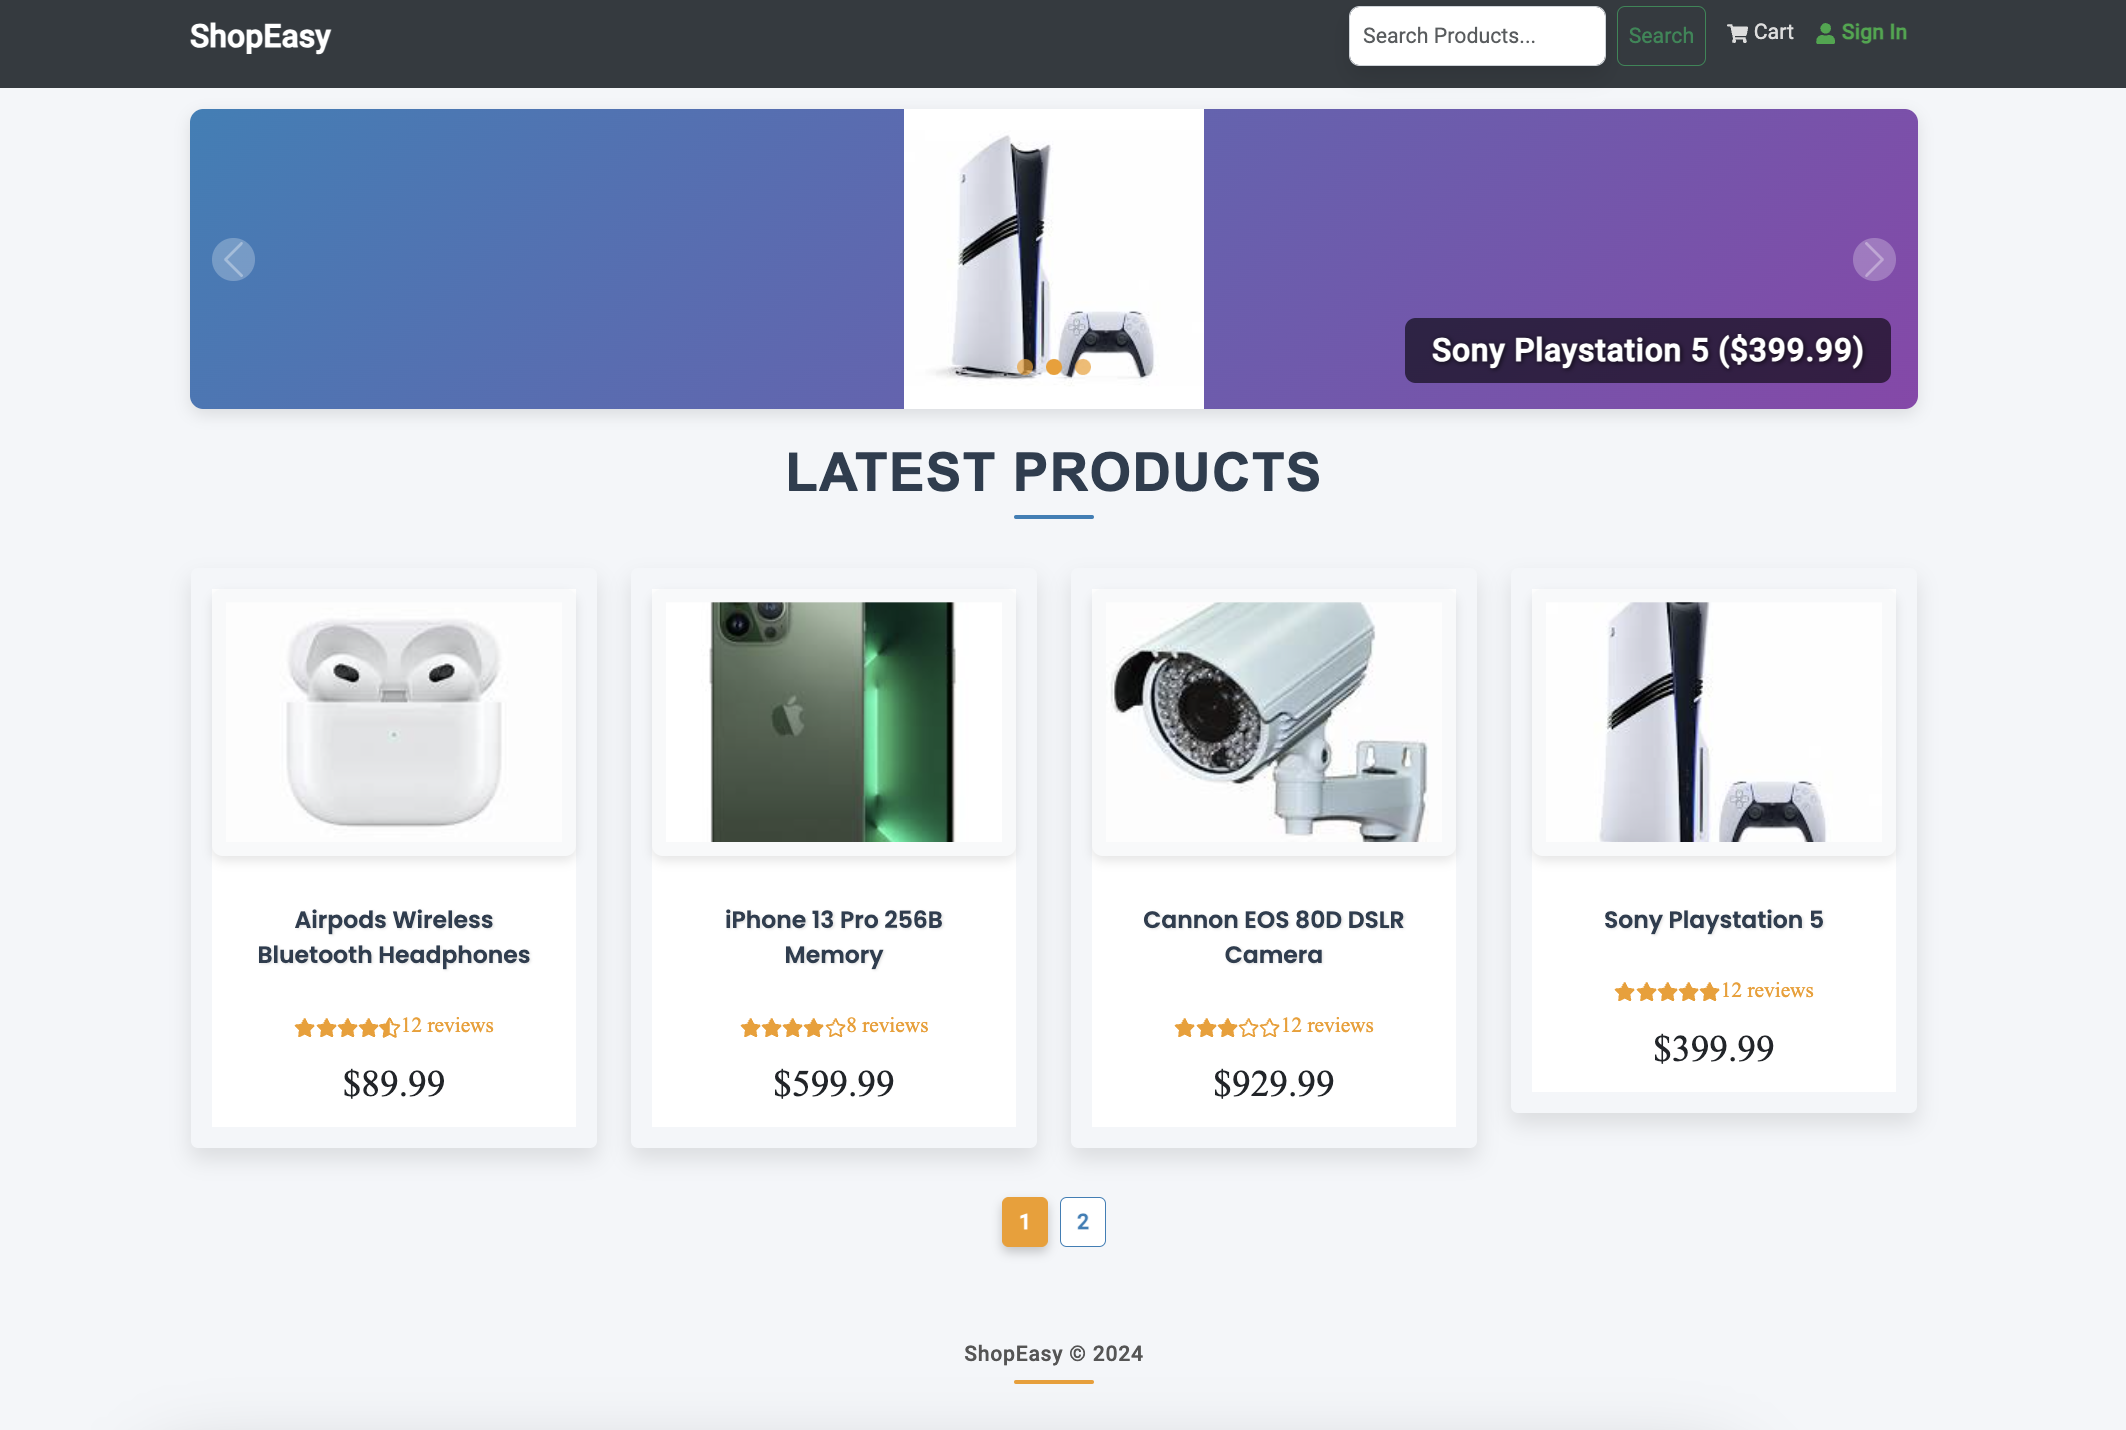 ShopEasy
Search Products...
Search
Cart
Sign In
Sony Playstation 5 ($399.99)
LATEST PRODUCTS
Airpods Wireless
Bluetooth Headphones
12 reviews
$89.99
iPhone 13 Pro 256B
Memory
8 reviews
$599.99
Cannon EOS 80D DSLR
Camera
12 reviews
$929.99
Sony Playstation 5
12 reviews
$399.99
1
2
ShopEasy © 2024